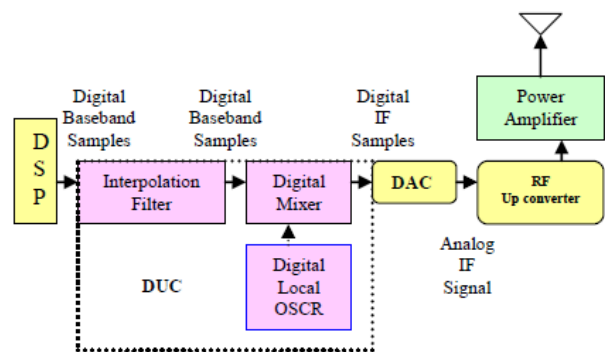 Digital
Baseband
Samples
Digital
Baseband
Samples
Digital
IF
Samples
Power
Amplifier
D
S
P
Interpolation
Filter
Digital
Mixer
DAC
RF
Up converter
DUC
Digital
Local
OSCR
Analog
IF
Signal